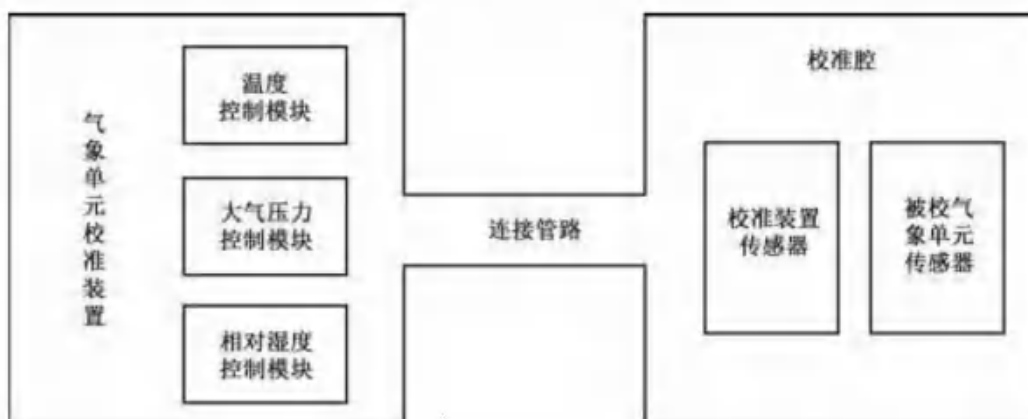 气象单元校准装置
温度
控制模块
大气压力
控制模块
相对湿度
控制模块
连接管路
校准腔
校准装置
传感器
被校气
象单元
传感器